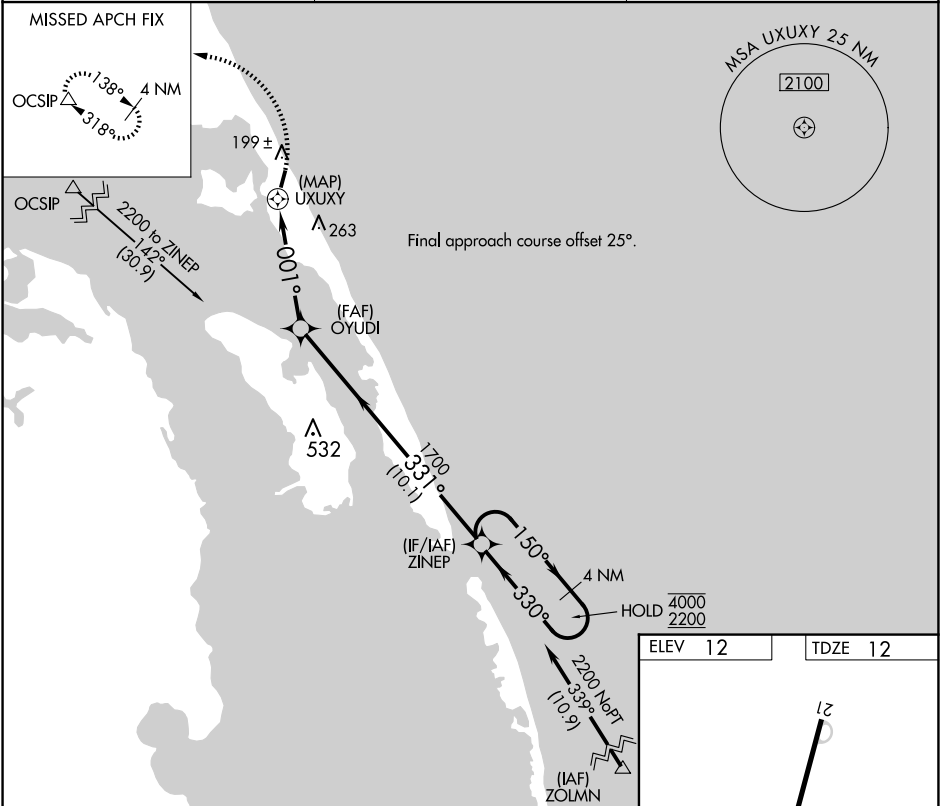 MISSED APCH FIX
OCSIP
138°
318°
4 NM
MSA UXUXY 25 NM
2100
199 ±
(MAP)
UXUXY
263
OCSIP
2200 to ZINEP
142°
(30.9)
Final approach course offset 25°.
001°
(FAF)
OYUDI
532
1700
331°
(10.1)
(IF/IAF)
ZINEP
150°
4 NM
330°
HOLD 4000
2200
2200 NoPT
339°
(10.9)
(IAF)
ZOLMN
ELEV 12
TDZE 12
21